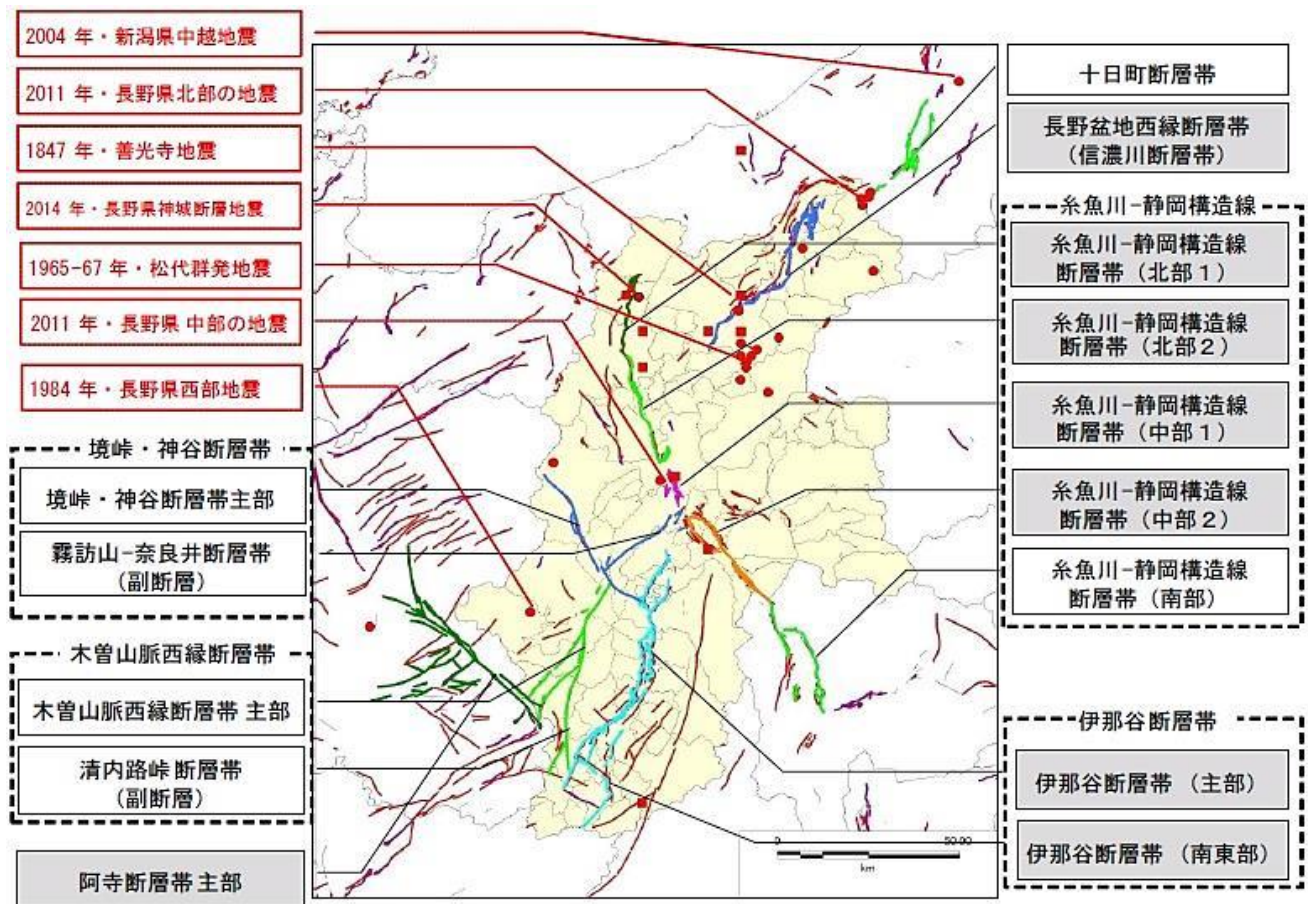 2004 年・新潟県中越地震
2011 年・長野県北部の地震
1847 年・善光寺地震
2014 年・長野県神城断層地震
1965-67 年・松代群発地震
2011 年・長野県 中部の地震
1984 年・長野県西部地震
境峠・神谷断層帯
境峠・神谷断層帯主部
霧訪山-奈良井断層帯
(副断層)
木曽山脈西縁断層帯
木曽山脈西縁断層帯 主部
清内路峠断層帯
(副断層)
阿寺断層帯主部
十日町断層帯
長野盆地西縁断層帯
(信濃川断層帯)
糸魚川-静岡構造線
糸魚川-静岡構造線
断層帯 (北部1)
糸魚川-静岡構造線
断層帯 (北部2)
糸魚川-静岡構造線
断層帯 (中部1)
糸魚川-静岡構造線
断層帯 (中部2)
糸魚川-静岡構造線
断層帯 (南部)
伊那谷断層帯
伊那谷断層帯 (主部)
伊那谷断層帯 (南東部)
0 50.00
km